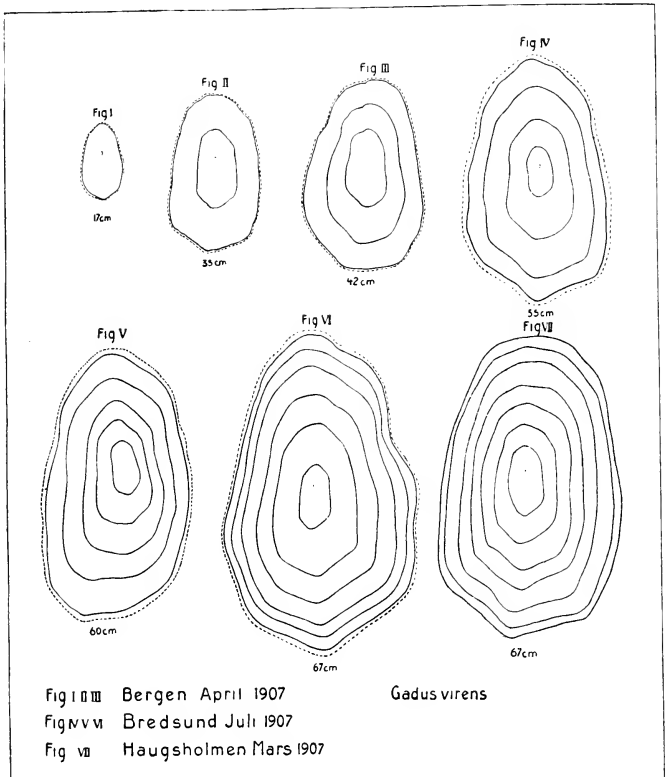 Fig I
Fig II
Fig III
Fig IV
17cm
35cm
42cm
55cm
Fig V
Fig VI
Fig VII
60cm
67cm
67cm
Fig I II III Bergen April 1907 Gadus virens
Fig IV V VI Bredsund Juli 1907
Fig VII Haugsholmen Mars 1907